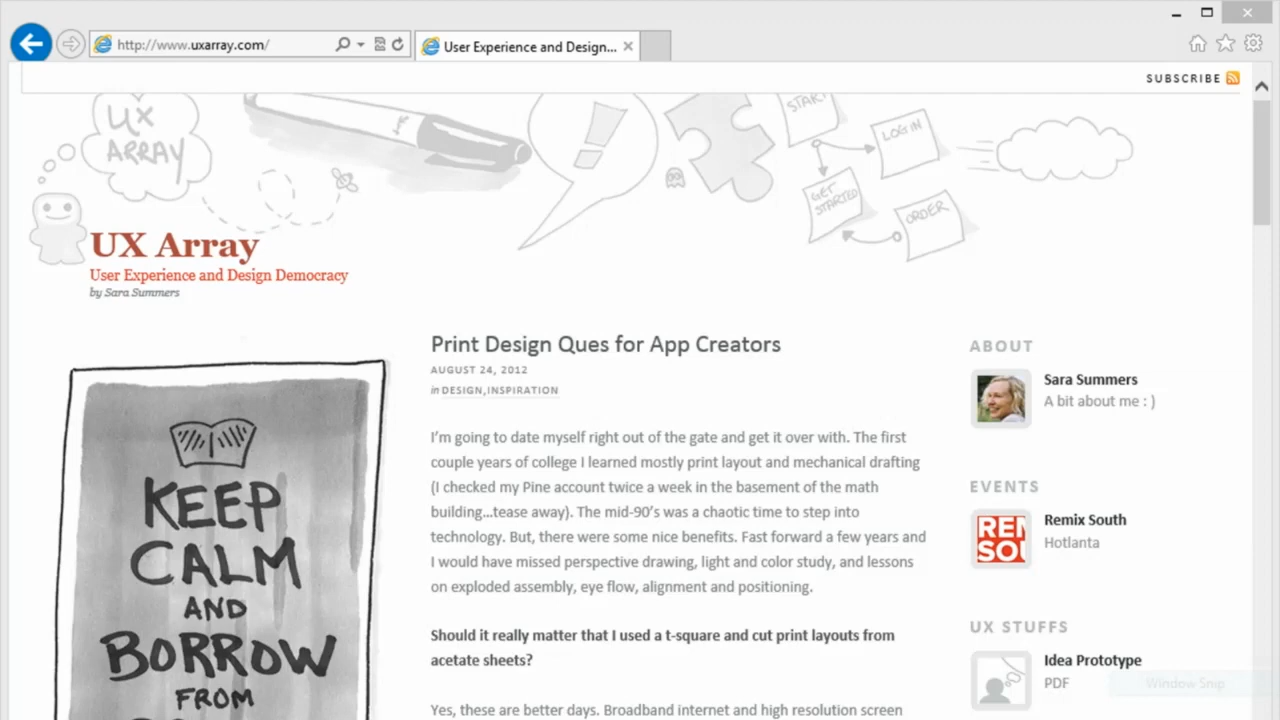 http://www.uxarray.com/
User Experience and Design...
SUBSCRIBE
UX
ARRAY
START
LOG IN
GET
STARTED
ORDER
UX Array
User Experience and Design Democracy
by Sara Summers
KEEP
CALM
AND
BORROW
FROM
Print Design Ques for App Creators
AUGUST 24, 2012
in DESIGN,INSPIRATION
I'm going to date myself right out of the gate and get it over with. The first
couple years of college I learned mostly print layout and mechanical drafting
(I checked my Pine account twice a week in the basement of the math
building…tease away). The mid-90's was a chaotic time to step into
technology. But, there were some nice benefits. Fast forward a few years and
I would have missed perspective drawing, light and color study, and lessons
on exploded assembly, eye flow, alignment and positioning.
Should it really matter that I used a t-square and cut print layouts from
acetate sheets?
Yes, these are better days. Broadband internet and high resolution screen
ABOUT
Sara Summers
A bit about me : )
EVENTS
REM
SOU
Remix South
Hotlanta
UX STUFFS
Idea Prototype
PDF
Window Snip